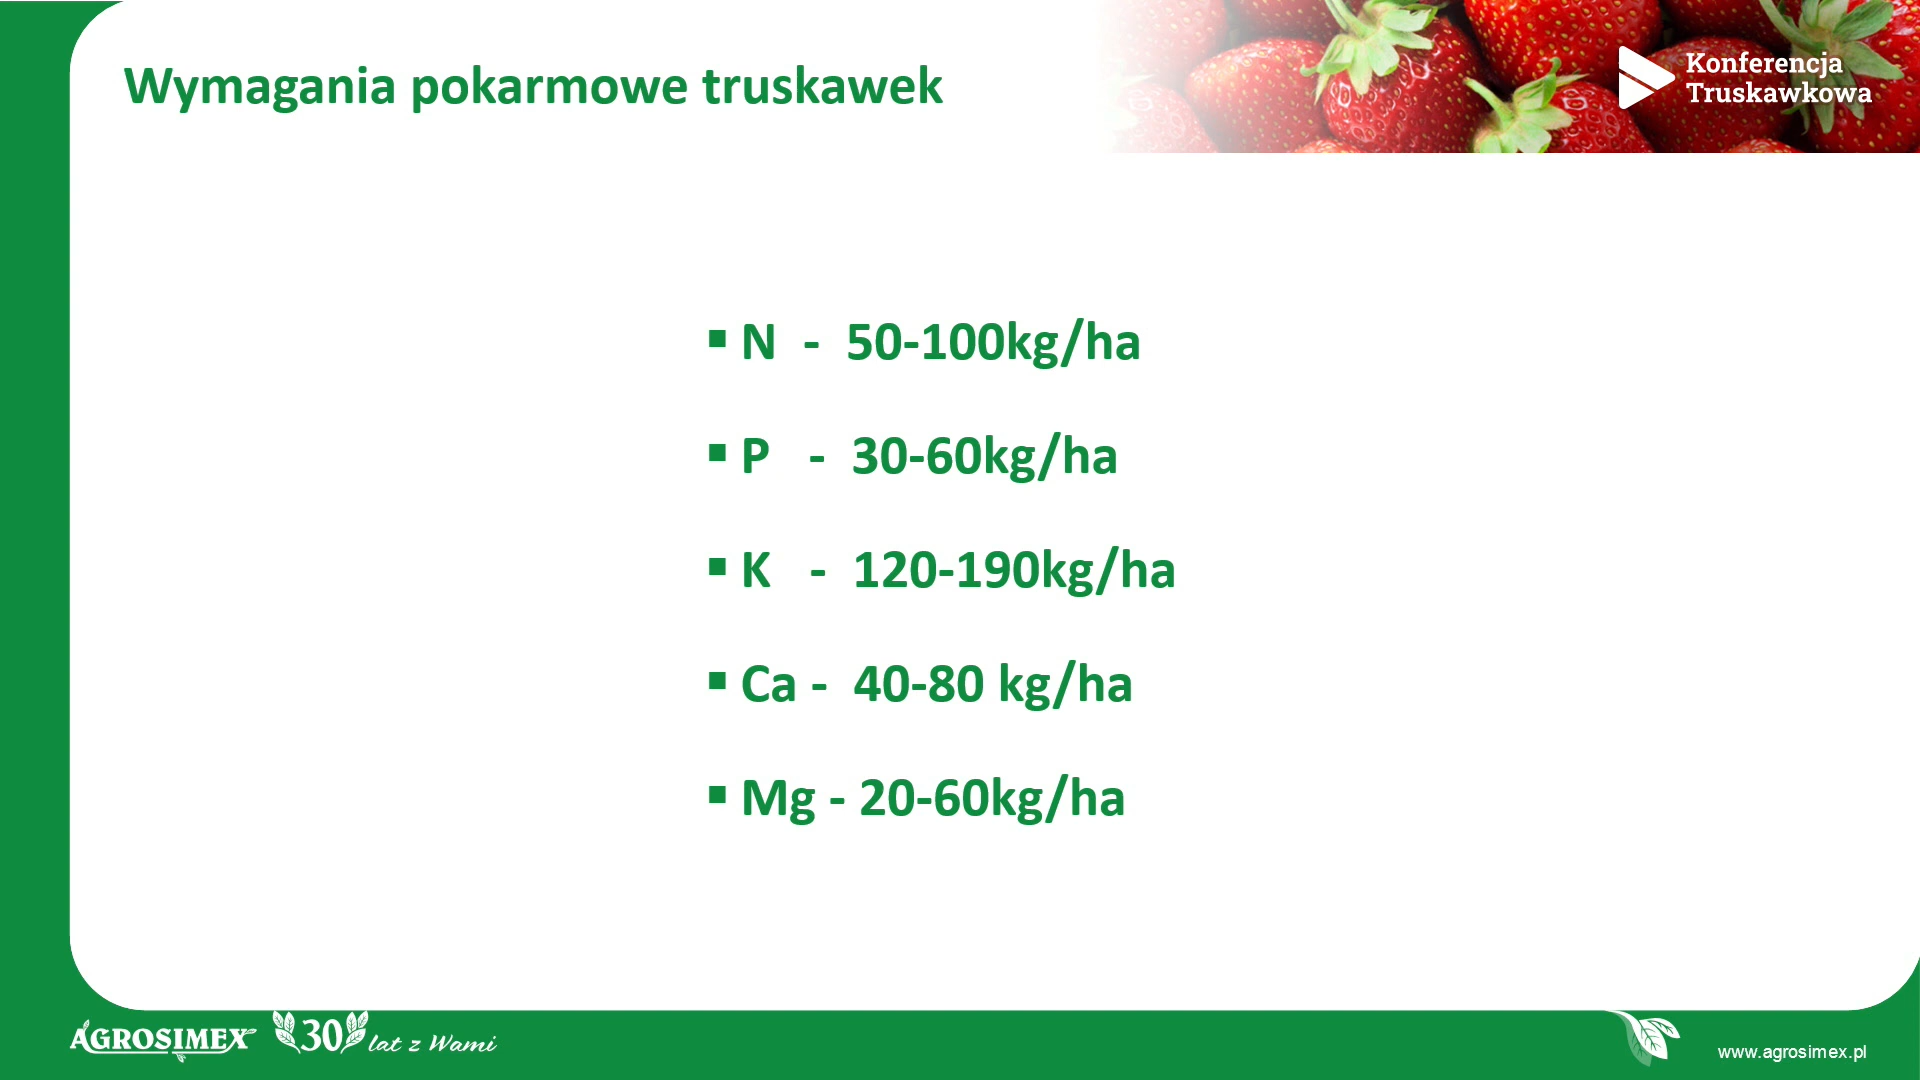 Wymagania pokarmowe truskawek
Konferencja
Truskawkowa
▪ N - 50-100kg/ha
▪ P - 30-60kg/ha
▪ K - 120-190kg/ha
▪ Ca - 40-80 kg/ha
▪ Mg - 20-60kg/ha
AGROSIMEX 30 lat z Wami
www.agrosimex.pl